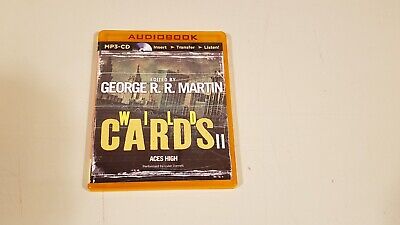 AUDIOBOOK
MP3-CD Insert ► Transfer ► Listen!
EDITED BY
GEORGE R. R. MARTIN
WILD
CARDS II
ACES HIGH